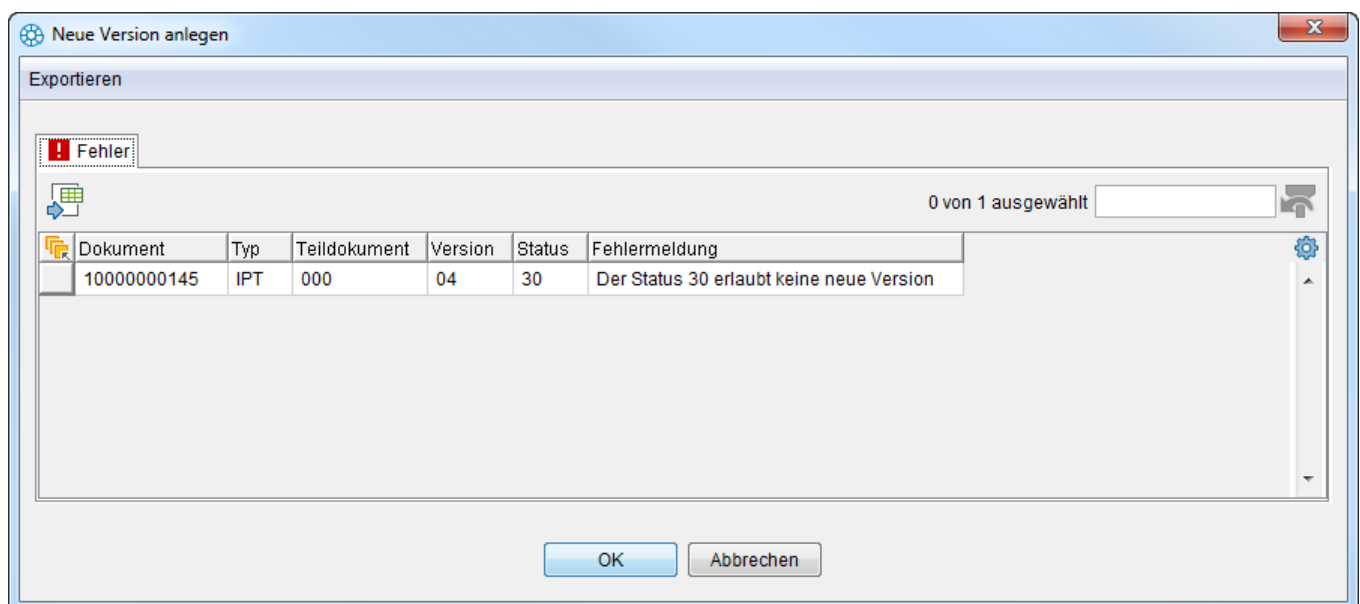 Neue Version anlegen
Exportieren
Fehler
0 von 1 ausgewählt
Dokument Typ Teildokument Version Status Fehlermeldung
10000000145 IPT 000 04 30 Der Status 30 erlaubt keine neue Version
OK Abbrechen